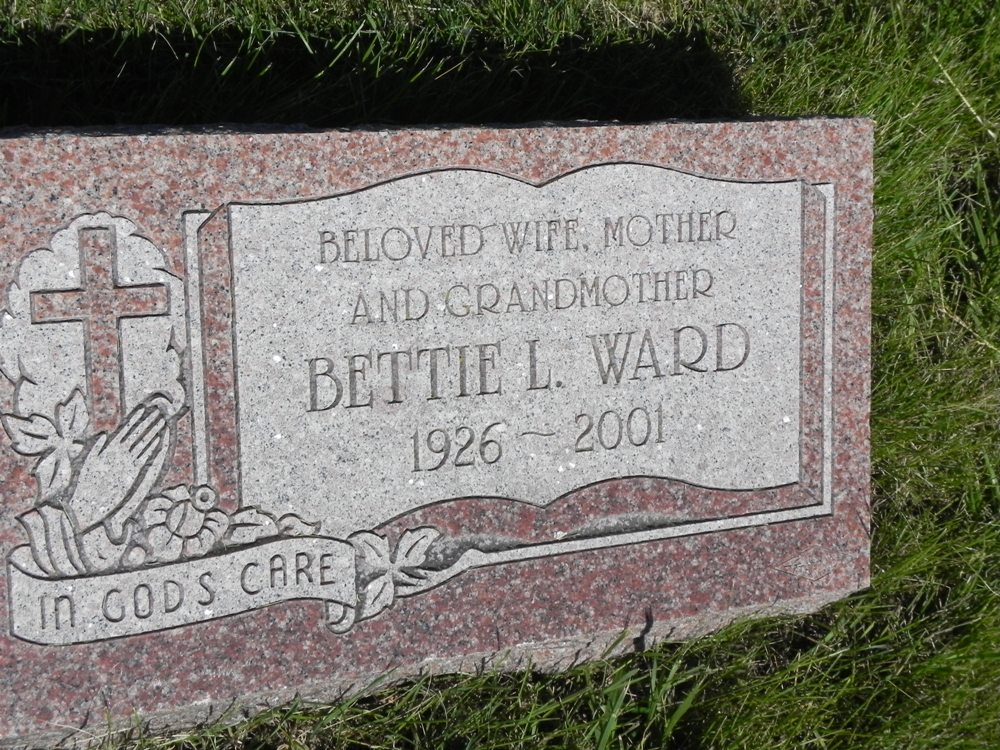 BELOVED WIFE, MOTHER
AND GRANDMOTHER
BETTIE L. WARD
1926 ~ 2001
IN GOD'S CARE